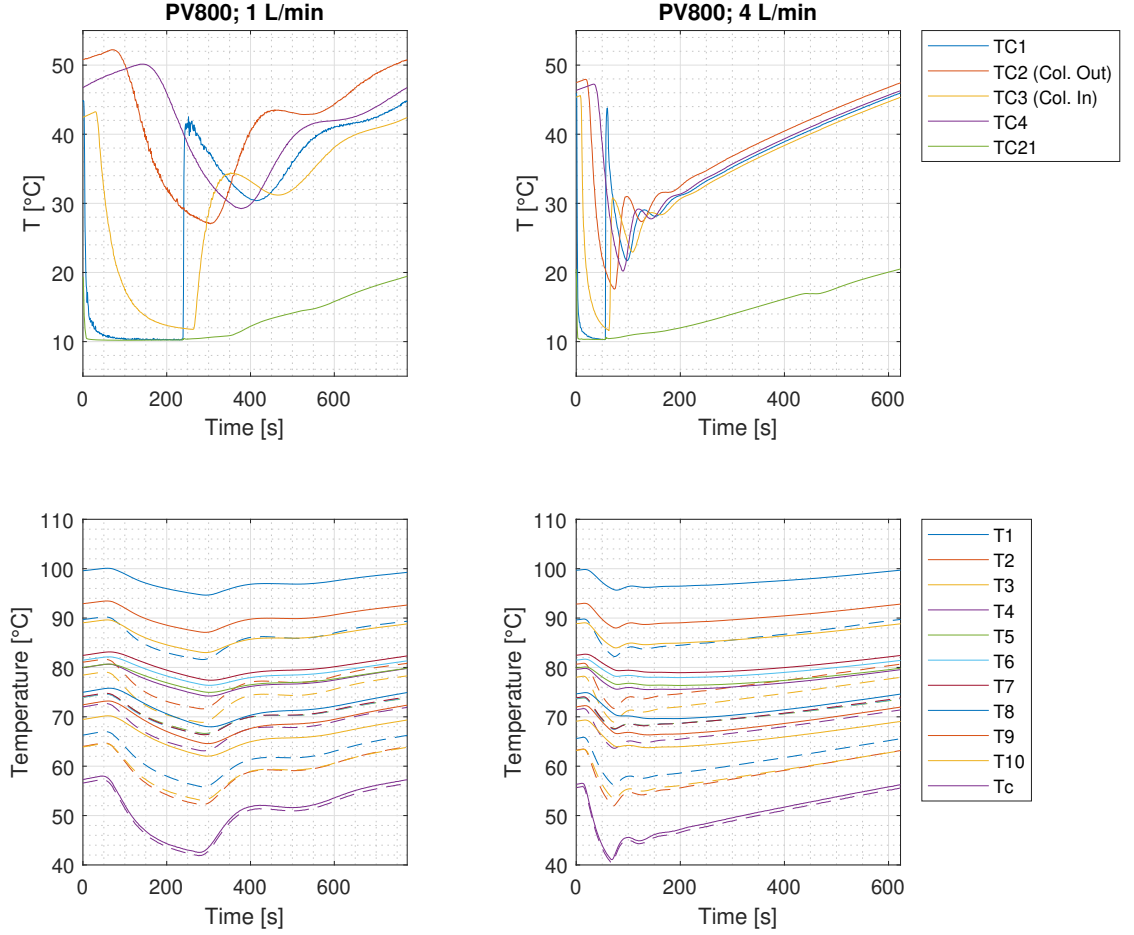 PV800; 1 L/min
PV800; 4 L/min
T [°C]
50
40
30
20
10
0
200
400
600
Time [s]
T [°C]
50
40
30
20
10
0
200
400
600
Time [s]
TC1
TC2 (Col. Out)
TC3 (Col. In)
TC4
TC21
Temperature [°C]
110
100
90
80
70
60
50
40
0
200
400
600
Time [s]
Temperature [°C]
110
100
90
80
70
60
50
40
0
200
400
600
Time [s]
T1
T2
T3
T4
T5
T6
T7
T8
T9
T10
Tc